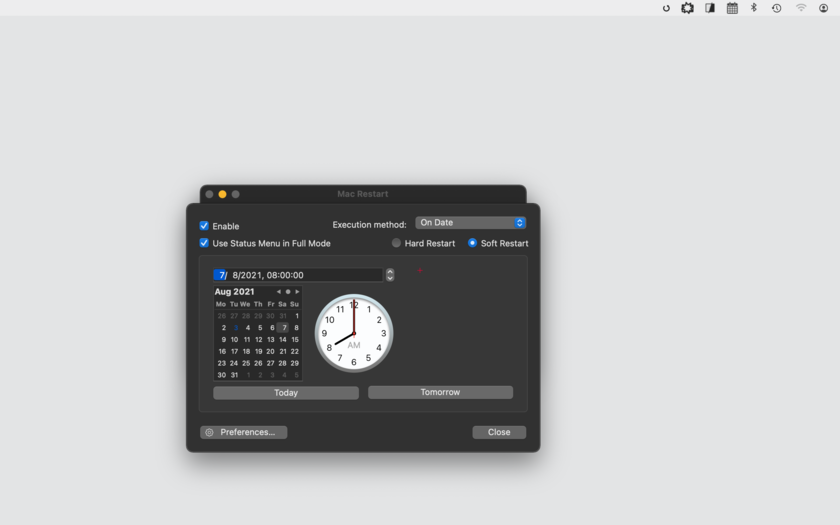 Mac Restart
Enable
Execution method:
On Date
Use Status Menu in Full Mode
Hard Restart
Soft Restart
7/ 8/2021, 08:00:00
Aug 2021
Mo Tu We Th Fr Sa Su
26 27 28 29 30 31 1
2 3 4 5 6 7 8
9 10 11 12 13 14 15
16 17 18 19 20 21 22
23 24 25 26 27 28 29
30 31 1 2 3 4 5
12 1 2 3 4 5 6 7 8 9 10 11
AM
Today
Tomorrow
Preferences...
Close